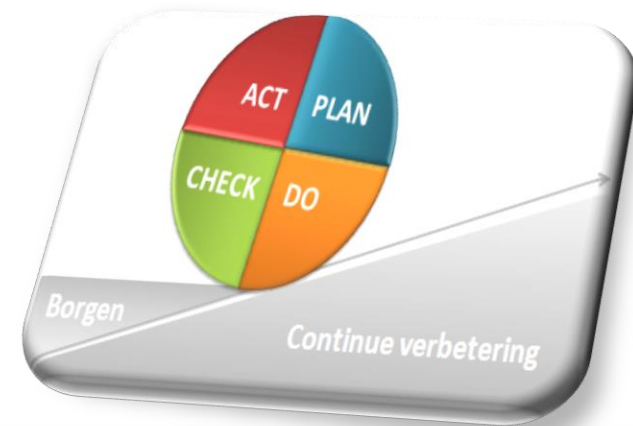 ACT
PLAN
CHECK
DO
Borgen
Continue verbetering